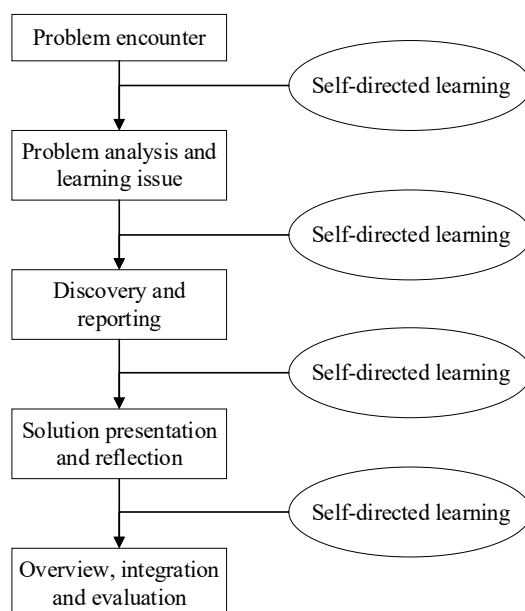 Problem encounter
Self-directed learning
Problem analysis and
learning issue
Self-directed learning
Discovery and
reporting
Self-directed learning
Solution presentation
and reflection
Self-directed learning
Overview, integration
and evaluation